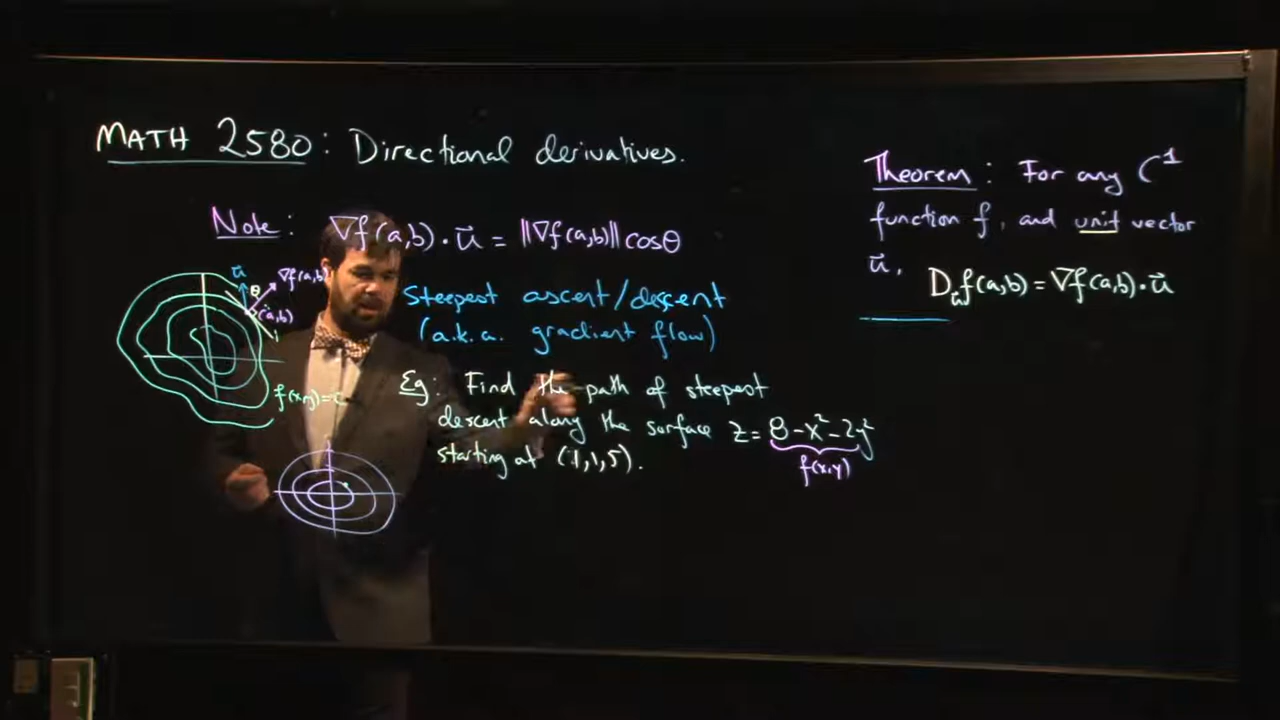 MATH 2580: Directional derivatives.
Note: ∇f(a,b)·u⃗ = ‖∇f(a,b)‖ cosθ
u⃗ θ ∇f(a,b)
(a,b)
f(x,y)=C
Steepest ascent/descent
(a.k.a. gradient flow)
Eg: Find the path of steepest
descent along the surface z= 8-x²-2y²
f(x,y)
starting at (1,1,5).
Theorem: For any C¹
function f, and unit vector
u⃗, D_u⃗f(a,b)=∇f(a,b)·u⃗